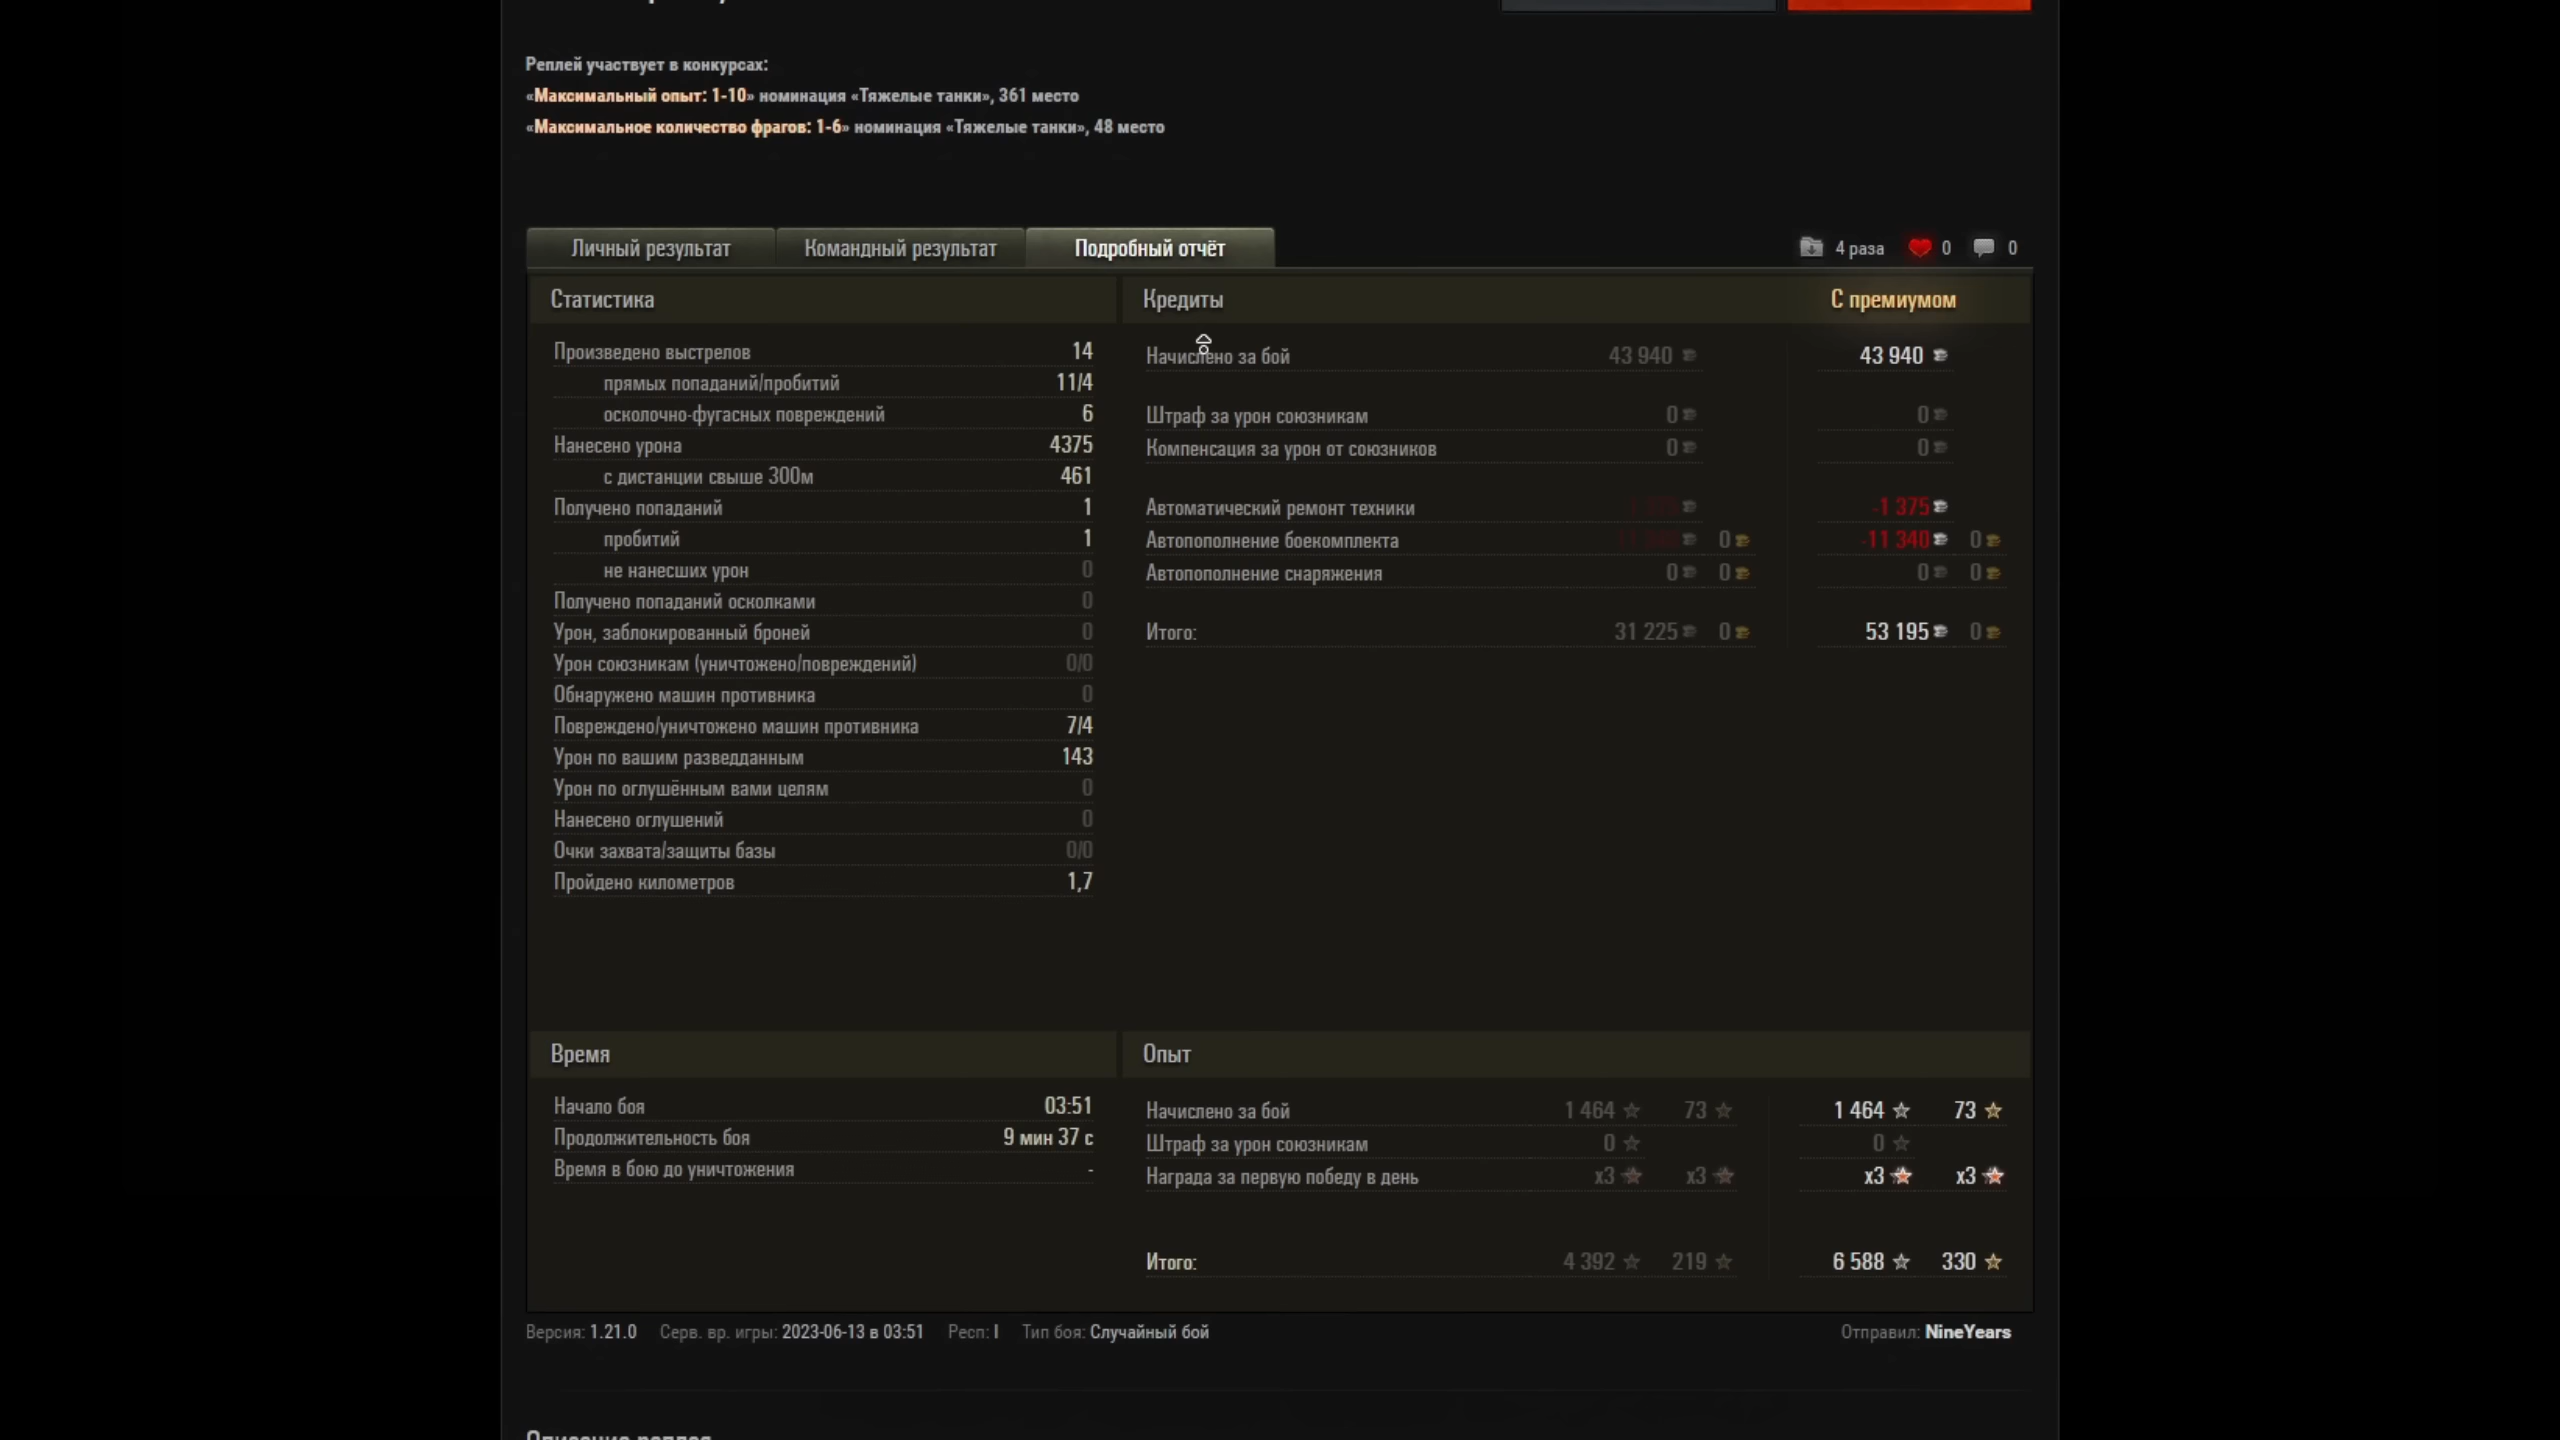 Реплей участвует в конкурсах:
«Максимальный опыт: 1-10» номинация «Тяжелые танки», 361 место
«Максимальное количество фрагов: 1-6» номинация «Тяжелые танки», 48 место
Личный результат Командный результат Подробный отчёт 4 раза 0 0
Статистика
Произведено выстрелов 14
прямых попаданий/пробитий 11/4
осколочно-фугасных повреждений 6
Нанесено урона 4375
с дистанции свыше 300м 461
Получено попаданий 1
пробитий 1
не нанесших урон 0
Получено попаданий осколками 0
Урон, заблокированный броней 0
Урон союзникам (уничтожено/повреждений) 0/0
Обнаружено машин противника 0
Повреждено/уничтожено машин противника 7/4
Урон по вашим разведданным 143
Урон по оглушённым вами целям 0
Нанесено оглушений 0
Очки захвата/защиты базы 0/0
Пройдено километров 1,7
Кредиты С премиумом
Начислено за бой 43 940 43 940
Штраф за урон союзникам 0 0
Компенсация за урон от союзников 0 0
Автоматический ремонт техники -1 375
Автопополнение боекомплекта 0 -11 340 0
Автопополнение снаряжения 0 0 0 0
Итого: 31 225 0 53 195 0
Время
Начало боя 03:51
Продолжительность боя 9 мин 37 с
Время в бою до уничтожения -
Опыт
Начислено за бой 1 464 73 1 464 73
Штраф за урон союзникам 0 0
Награда за первую победу в день x3 x3 x3 x3
Итого: 4 392 219 6 588 330
Версия: 1.21.0 Серв. вр. игры: 2023-06-13 в 03:51 Респ: I Тип боя: Случайный бой Отправил: NineYears
Описание реплея